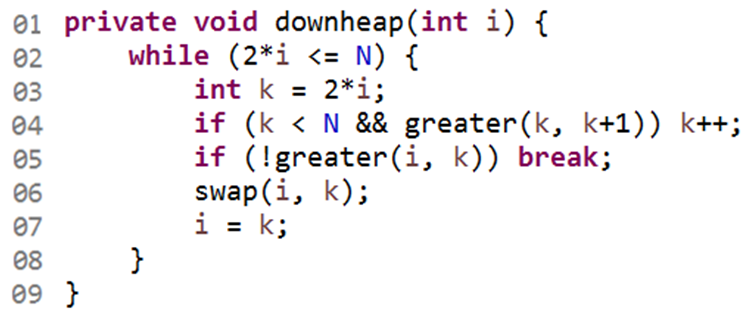 01 private void downheap(int i) {
02     while (2*i <= N) {
03         int k = 2*i;
04         if (k < N && greater(k, k+1)) k++;
05         if (!greater(i, k)) break;
06         swap(i, k);
07         i = k;
08     }
09 }